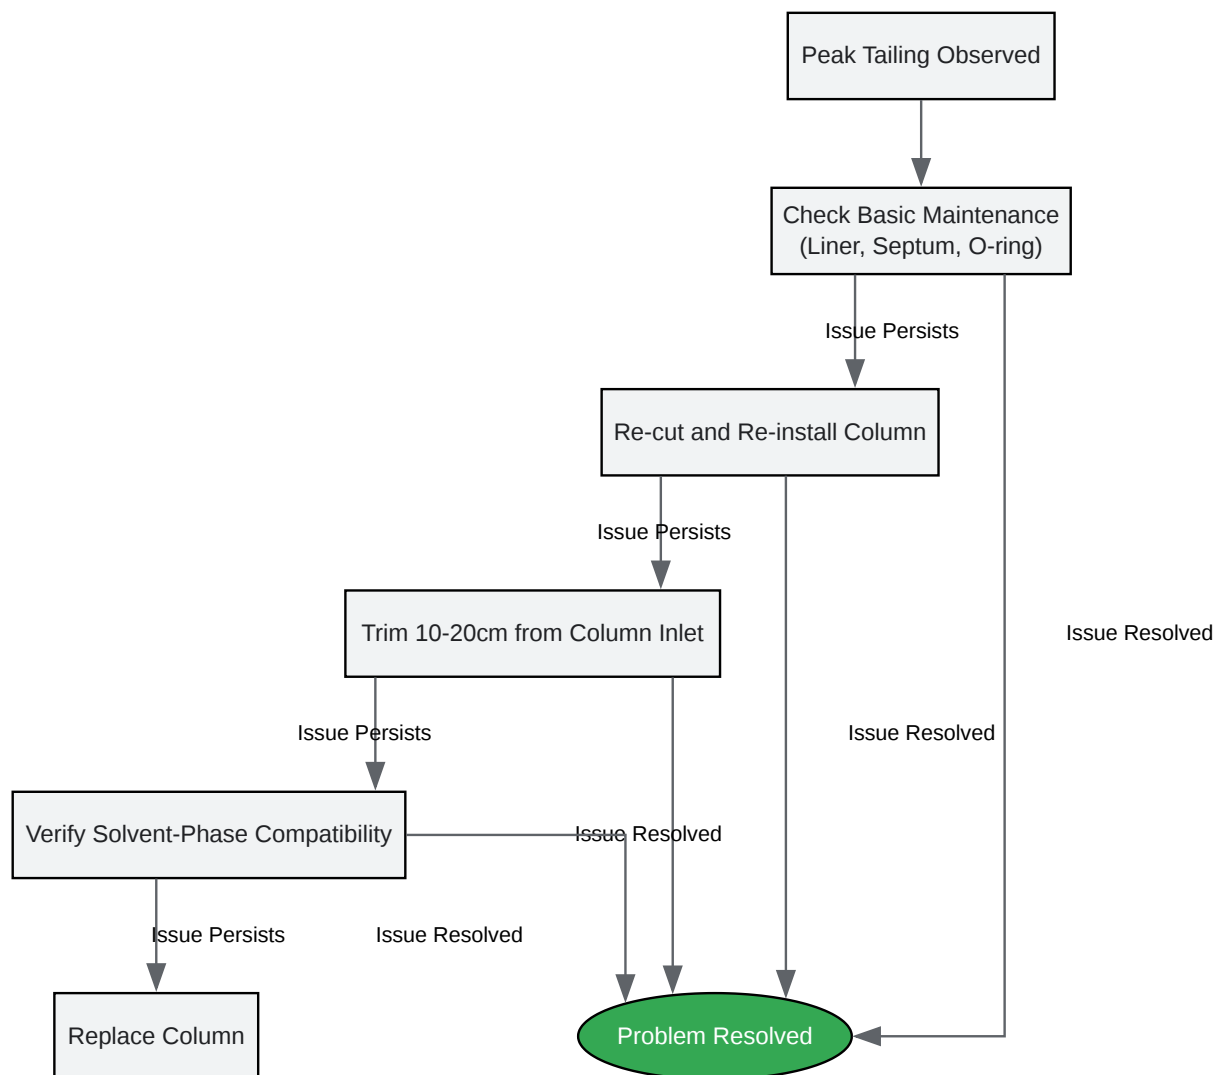 Peak Tailing Observed
Check Basic Maintenance
(Liner, Septum, O-ring)
Issue Persists
Re-cut and Re-install Column
Issue Persists
Trim 10-20cm from Column Inlet
Issue Resolved
Issue Persists
Issue Resolved
Verify Solvent-Phase Compatibility
Issue Resolved
Issue Persists
Issue Resolved
Replace Column
Problem Resolved